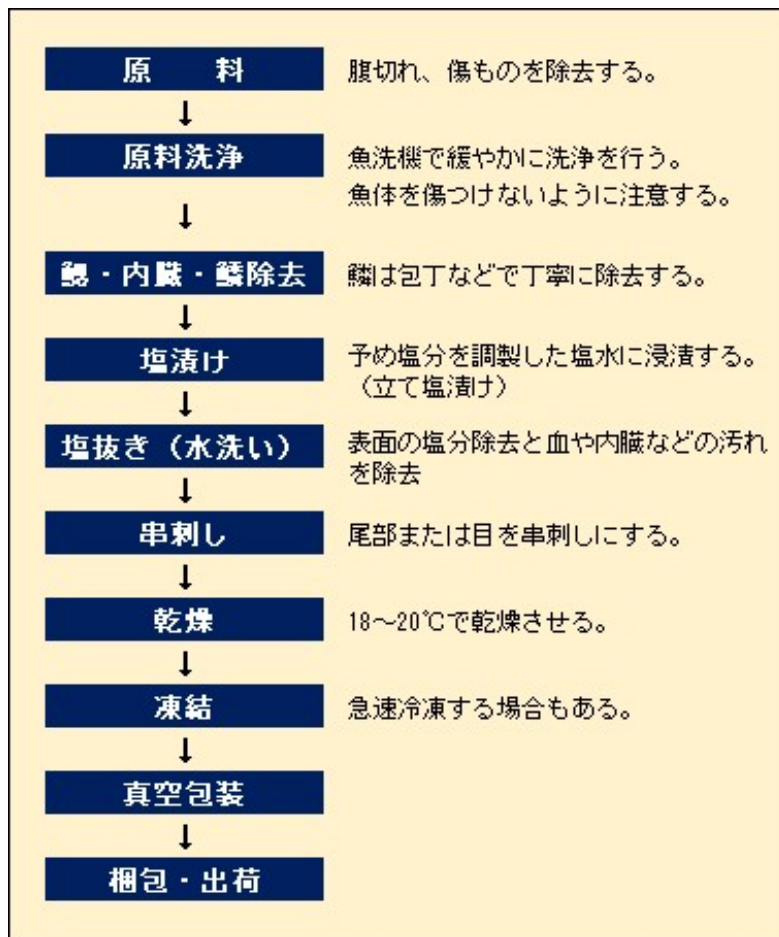 原　料
腹切れ、傷ものを除去する。
↓
原料洗浄
魚洗機で緩やかに洗浄を行う。
魚体を傷つけないように注意する。
↓
鰓・内臓・鱗除去
鱗は包丁などで丁寧に除去する。
↓
塩漬け
予め塩分を調製した塩水に浸漬する。
（立て塩漬け）
↓
塩抜き（水洗い）
表面の塩分除去と血や内臓などの汚れ
を除去
↓
串刺し
尾部または目を串刺しにする。
↓
乾燥
18～20℃で乾燥させる。
↓
凍結
急速冷凍する場合もある。
↓
真空包装
↓
梱包・出荷